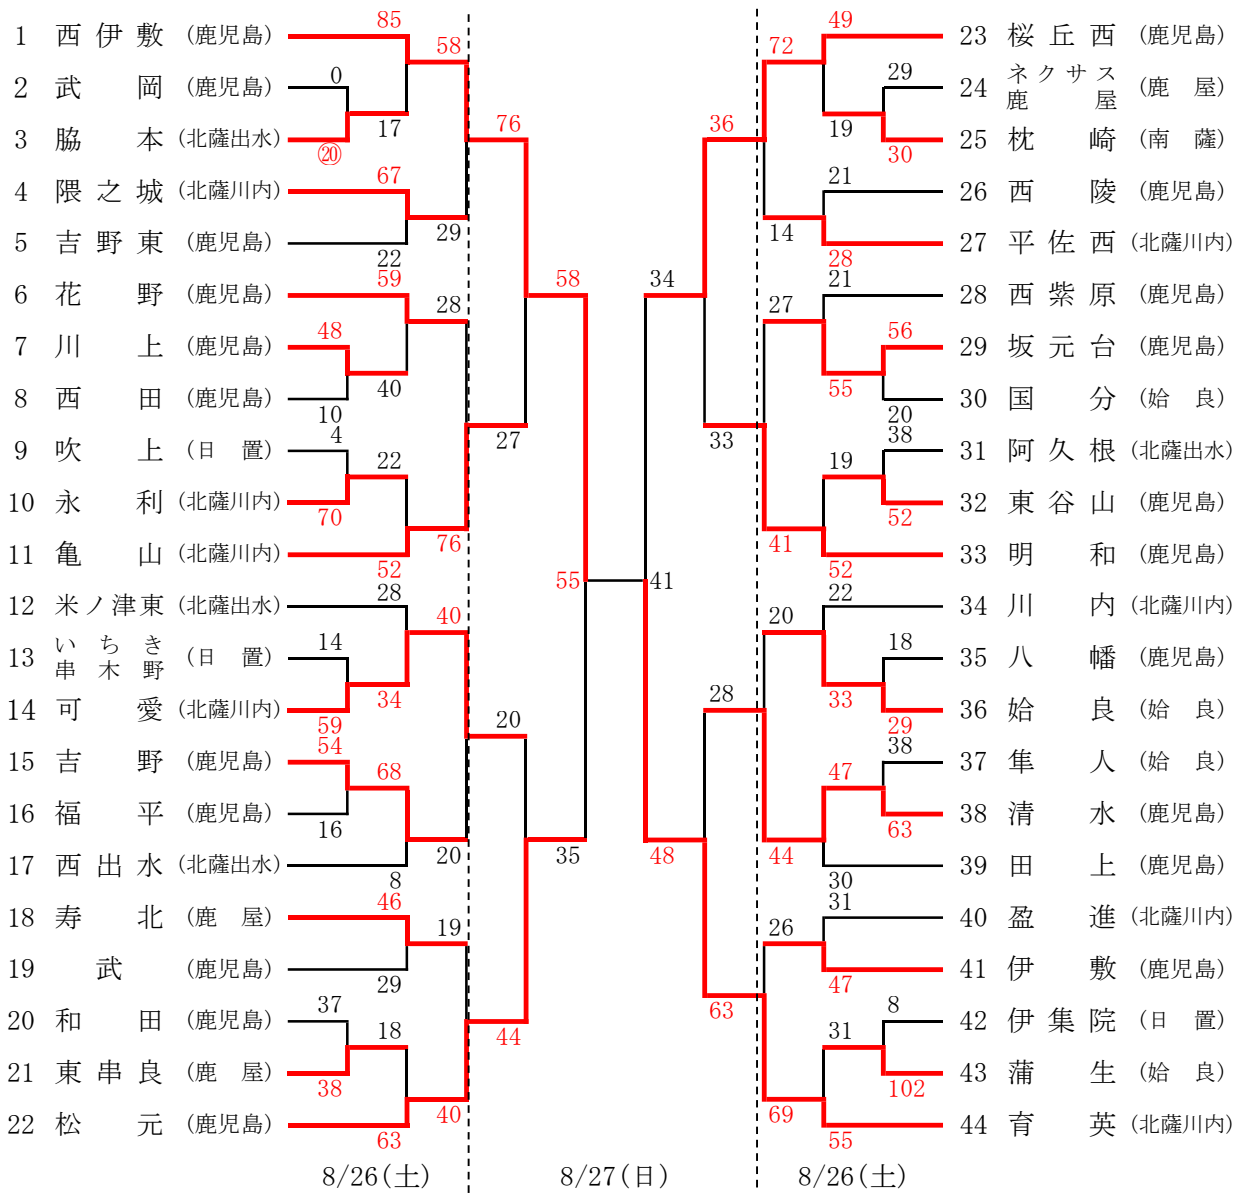 1 西伊敷 (鹿児島)
2 武岡 (鹿児島)
3 脇本 (北薩出水)
4 隈之城 (北薩川内)
5 吉野東 (鹿児島)
6 花野 (鹿児島)
7 川上 (鹿児島)
8 西田 (鹿児島)
9 吹上 (日置)
10 永利 (北薩川内)
11 亀山 (北薩川内)
12 米ノ津東 (北薩出水)
13 いちき串木野 (日置)
14 可愛 (北薩川内)
15 吉野 (鹿児島)
16 福平 (鹿児島)
17 西出水 (北薩出水)
18 寿北 (鹿屋)
19 武 (鹿児島)
20 和田 (鹿児島)
21 東串良 (鹿屋)
22 松元 (鹿児島)
85
0
⑳
67
22
59
48
10
4
70
52
28
14
59
54
16
8
46
29
37
38
63
17
40
22
34
68
18
58
29
28
76
40
20
19
40
76
27
20
44
58
35
55
41
34
48
36
33
28
63
72
14
27
41
20
44
26
69
49
19
21
28
21
55
19
52
22
33
47
30
31
47
31
55
29
30
56
20
38
52
18
29
38
63
8
102
23 桜丘西 (鹿児島)
24 ネクサス鹿屋 (鹿屋)
25 枕崎 (南薩)
26 西陵 (鹿児島)
27 平佐西 (北薩川内)
28 西紫原 (鹿児島)
29 坂元台 (鹿児島)
30 国分 (姶良)
31 阿久根 (北薩出水)
32 東谷山 (鹿児島)
33 明和 (鹿児島)
34 川内 (北薩川内)
35 八幡 (鹿児島)
36 姶良 (姶良)
37 隼人 (姶良)
38 清水 (鹿児島)
39 田上 (鹿児島)
40 盈進 (北薩川内)
41 伊敷 (鹿児島)
42 伊集院 (日置)
43 蒲生 (姶良)
44 育英 (北薩川内)
8/26(土)
8/27(日)
8/26(土)